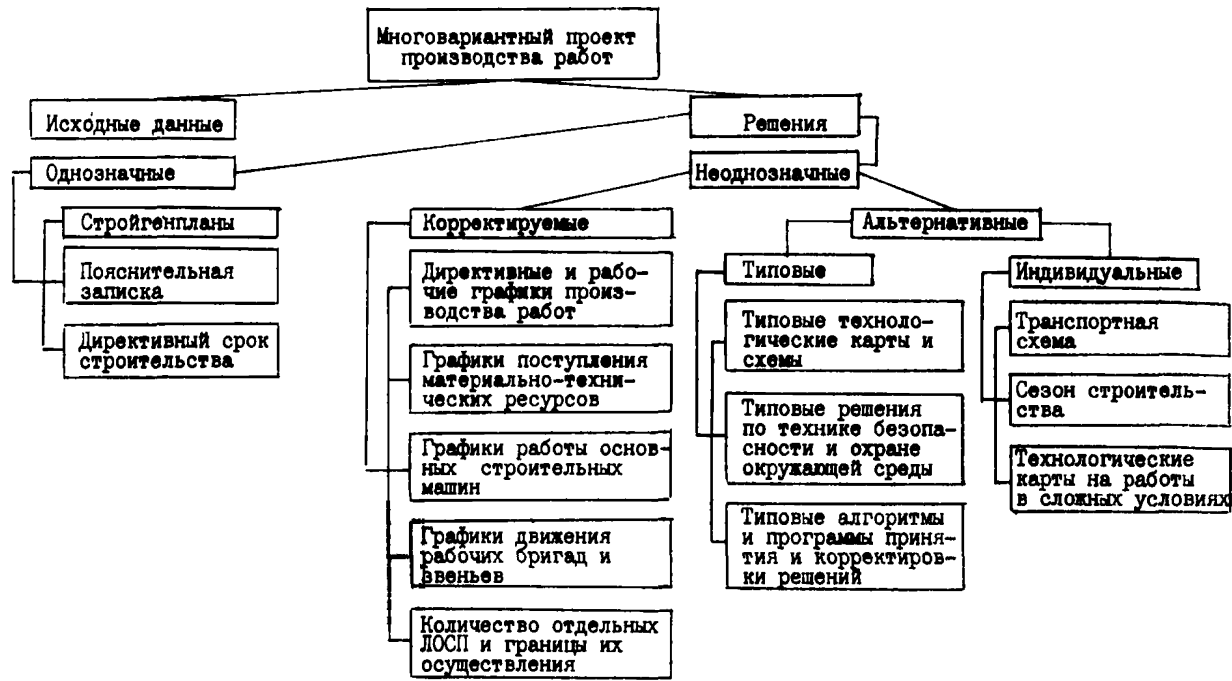 Многовариантный проект
производства работ
Исходные данные
Решения
Однозначные
Неоднозначные
Стройгенпланы
Пояснительная
записка
Директивный срок
строительства
Корректируемые
Директивные и рабо-
чие графики произ-
водства работ
Графики поступления
материально-техни-
ческих ресурсов
Графики работы основ-
ных строительных
машин
Графики движения
рабочих бригад и
звеньев
Количество отдельных
ЛОСП и границы их
осуществления
Альтернативные
Типовые
Типовые техноло-
гические карты и
схемы
Типовые решения
по технике безопа-
сности и охране
окружающей среды
Типовые алгоритмы
и программы приня-
тия и корректиров-
ки решений
Индивидуальные
Транспортная
схема
Сезон строитель-
ства
Технологические
карты на работы
в сложных условиях